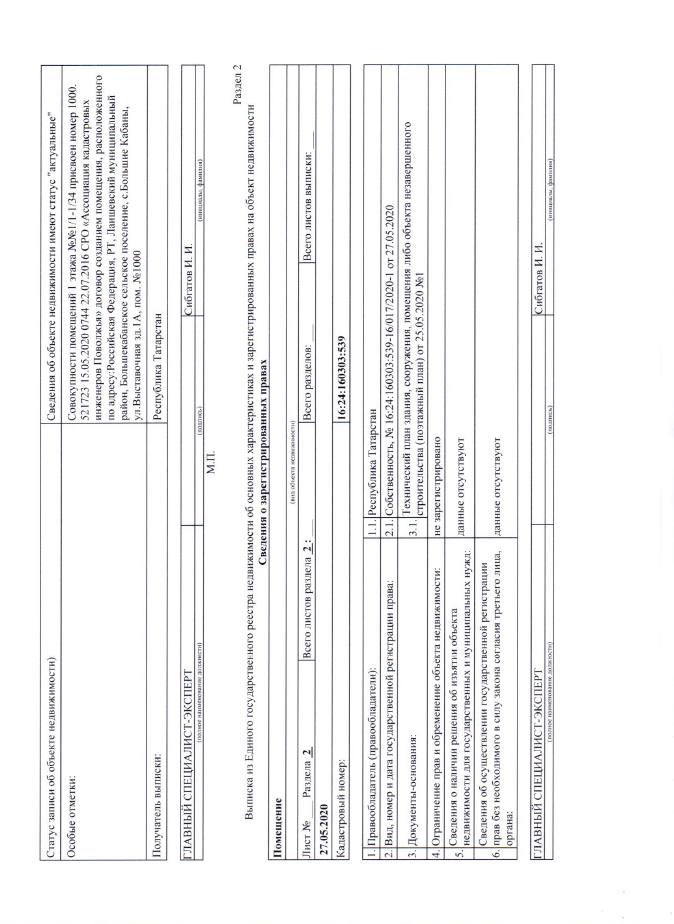 Статус записи об объекте недвижимости)
Сведения об объекте недвижимости имеют статус "актуальные"
Особые отметки:
Совокупности помещений 1 этажа №№1/1-1/34 присвоен номер 1000.
521723 15.05.2020 0744 22.07.2016 СРО «Ассоциация кадастровых
инженеров Поволжья» договор созданием помещения, расположенного
по адресу:Российская Федерация, РТ, Лаишевский муниципальный
район, Большекабанское сельское поселение, с.Большие Кабаны,
ул.Выставочная зд.1А, пом. №1000
Получатель выписки:
Республика Татарстан
ГЛАВНЫЙ СПЕЦИАЛИСТ-ЭКСПЕРТ
Сибгатов И. И.
(полное наименование должности)
(подпись)
(инициалы, фамилия)
М.П.
Раздел 2
Выписка из Единого государственного реестра недвижимости об основных характеристиках и зарегистрированных правах на объект недвижимости
Сведения о зарегистрированных правах
Помещение
(вид объекта недвижимости)
Лист № ___ Раздела 2
Всего листов раздела 2 : ___
Всего разделов: ___
Всего листов выписки: ___
27.05.2020
Кадастровый номер:
16:24:160303:539
1. Правообладатель (правообладатели):
1.1. Республика Татарстан
2. Вид, номер и дата государственной регистрации права:
2.1. Собственность, № 16:24:160303:539-16/017/2020-1 от 27.05.2020
3. Документы-основания:
3.1. Технический план здания, сооружения, помещения либо объекта незавершенного
строительства (поэтажный план) от 25.05.2020 №1
4. Ограничение прав и обременение объекта недвижимости:
не зарегистрировано
5. Сведения о наличии решения об изъятии объекта
недвижимости для государственных и муниципальных нужд:
данные отсутствуют
Сведения об осуществлении государственной регистрации
6. прав без необходимого в силу закона согласия третьего лица,
органа:
данные отсутствуют
ГЛАВНЫЙ СПЕЦИАЛИСТ-ЭКСПЕРТ
Сибгатов И. И.
(полное наименование должности)
(подпись)
(инициалы, фамилия)